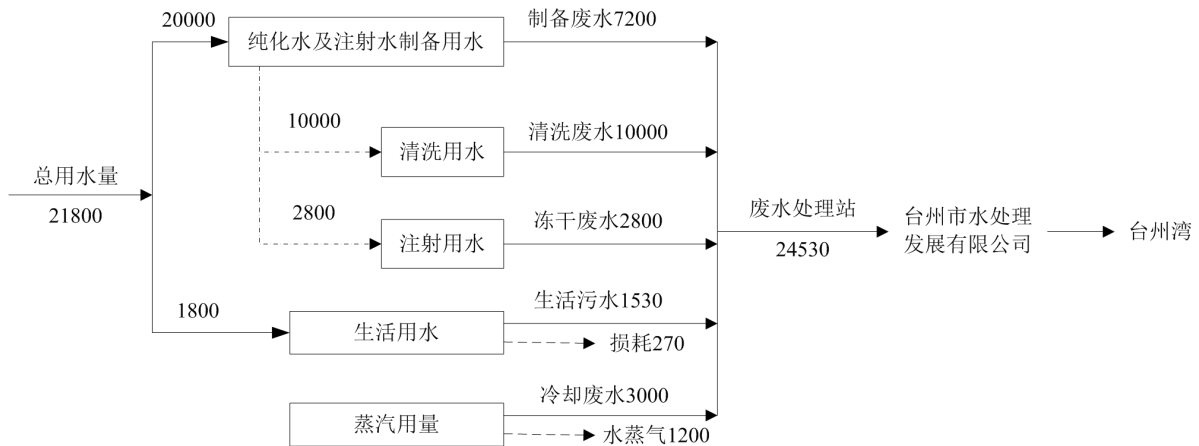 20000
纯化水及注射水制备用水
制备废水7200
10000
清洗用水
清洗废水10000
总用水量
21800
2800
注射用水
冻干废水2800
废水处理站
24530
台州市水处理
发展有限公司
台州湾
1800
生活用水
生活污水1530
损耗270
蒸汽用量
冷却废水3000
水蒸气1200